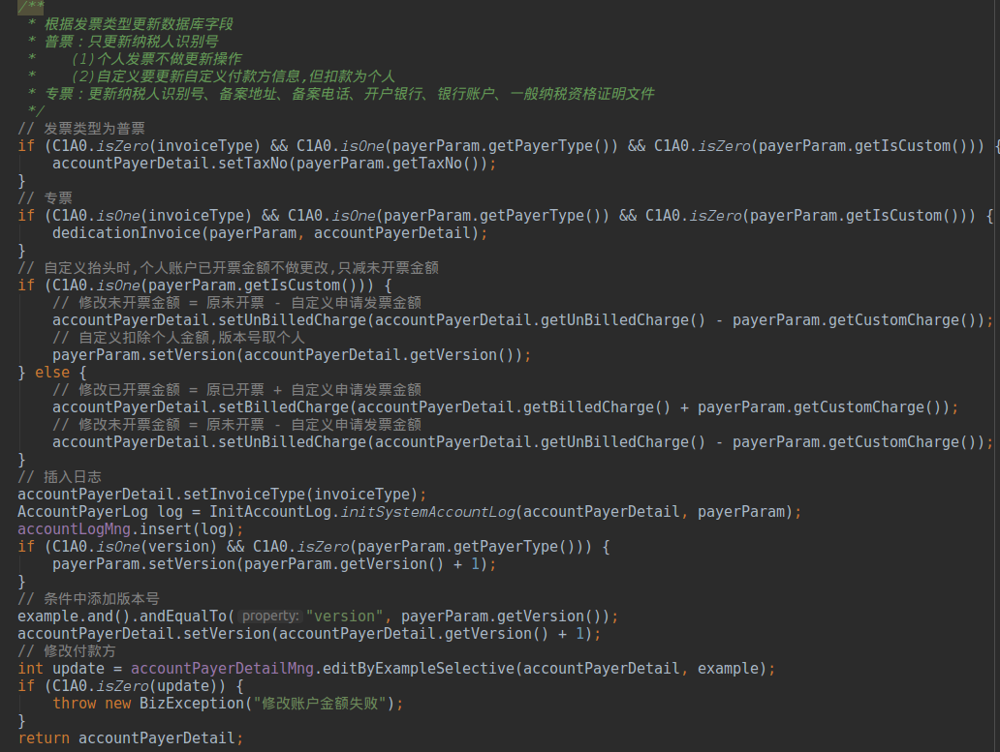 /**
 * 根据发票类型更新数据库字段
 * 普票：只更新纳税人识别号
 *    (1)个人发票不做更新操作
 *    (2)自定义要更新自定义付款方信息,但扣款为个人
 * 专票：更新纳税人识别号、备案地址、备案电话、开户银行、银行账户、一般纳税资格证明文件
 */
// 发票类型为普票
if (C1A0.isZero(invoiceType) && C1A0.isOne(payerParam.getPayerType()) && C1A0.isZero(payerParam.getIsCustom())) {
    accountPayerDetail.setTaxNo(payerParam.getTaxNo());
}
// 专票
if (C1A0.isOne(invoiceType) && C1A0.isOne(payerParam.getPayerType()) && C1A0.isZero(payerParam.getIsCustom())) {
    dedicationInvoice(payerParam, accountPayerDetail);
}
// 自定义抬头时,个人账户已开票金额不做更改,只减未开票金额
if (C1A0.isOne(payerParam.getIsCustom())) {
    // 修改未开票金额 = 原未开票 - 自定义申请发票金额
    accountPayerDetail.setUnBilledCharge(accountPayerDetail.getUnBilledCharge() - payerParam.getCustomCharge());
    // 自定义扣除个人金额,版本号取个人
    payerParam.setVersion(accountPayerDetail.getVersion());
} else {
    // 修改已开票金额 = 原已开票 + 自定义申请发票金额
    accountPayerDetail.setBilledCharge(accountPayerDetail.getBilledCharge() + payerParam.getCustomCharge());
    // 修改未开票金额 = 原未开票 - 自定义申请发票金额
    accountPayerDetail.setUnBilledCharge(accountPayerDetail.getUnBilledCharge() - payerParam.getCustomCharge());
}
// 插入日志
accountPayerDetail.setInvoiceType(invoiceType);
AccountPayerLog log = InitAccountLog.initSystemAccountLog(accountPayerDetail, payerParam);
accountLogMng.insert(log);
if (C1A0.isOne(version) && C1A0.isZero(payerParam.getPayerType())) {
    payerParam.setVersion(payerParam.getVersion() + 1);
}
// 条件中添加版本号
example.and().andEqualTo( property: "version", payerParam.getVersion());
accountPayerDetail.setVersion(accountPayerDetail.getVersion() + 1);
// 修改付款方
int update = accountPayerDetailMng.editByExampleSelective(accountPayerDetail, example);
if (C1A0.isZero(update)) {
    throw new BizException("修改账户金额失败");
}
return accountPayerDetail;